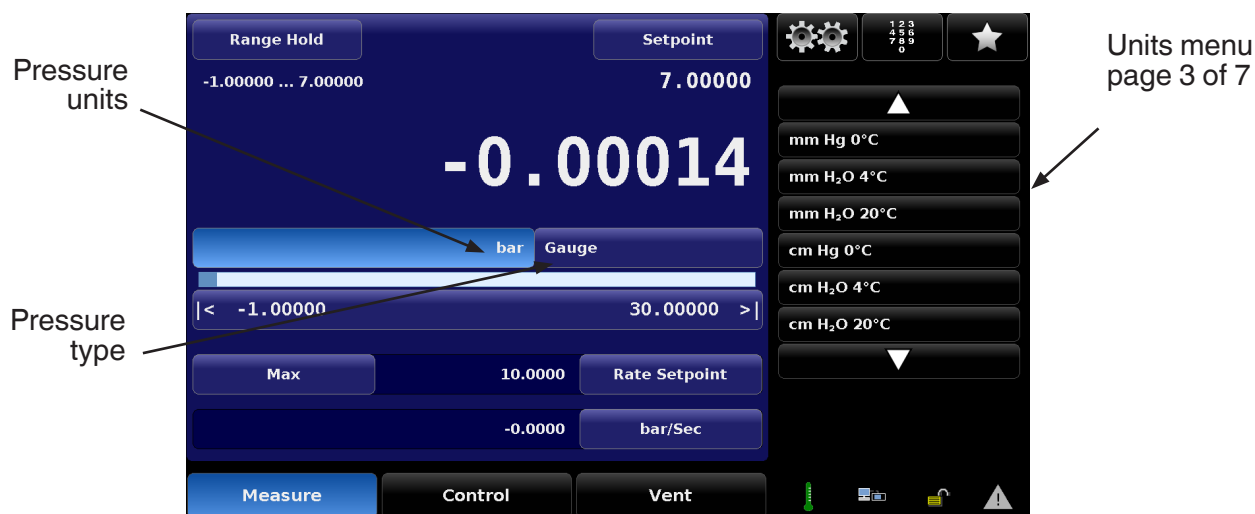 Range Hold
Setpoint
1 2 3
4 5 6
7 8 9
0
Units menu
page 3 of 7
Pressure
units
-1.00000 ... 7.00000
7.00000
-0.00014
mm Hg 0°C
mm H₂O 4°C
mm H₂O 20°C
cm Hg 0°C
cm H₂O 4°C
cm H₂O 20°C
bar
Gauge
Pressure
type
|< -1.00000
30.00000 >|
Max
10.0000
Rate Setpoint
-0.0000
bar/Sec
Measure
Control
Vent